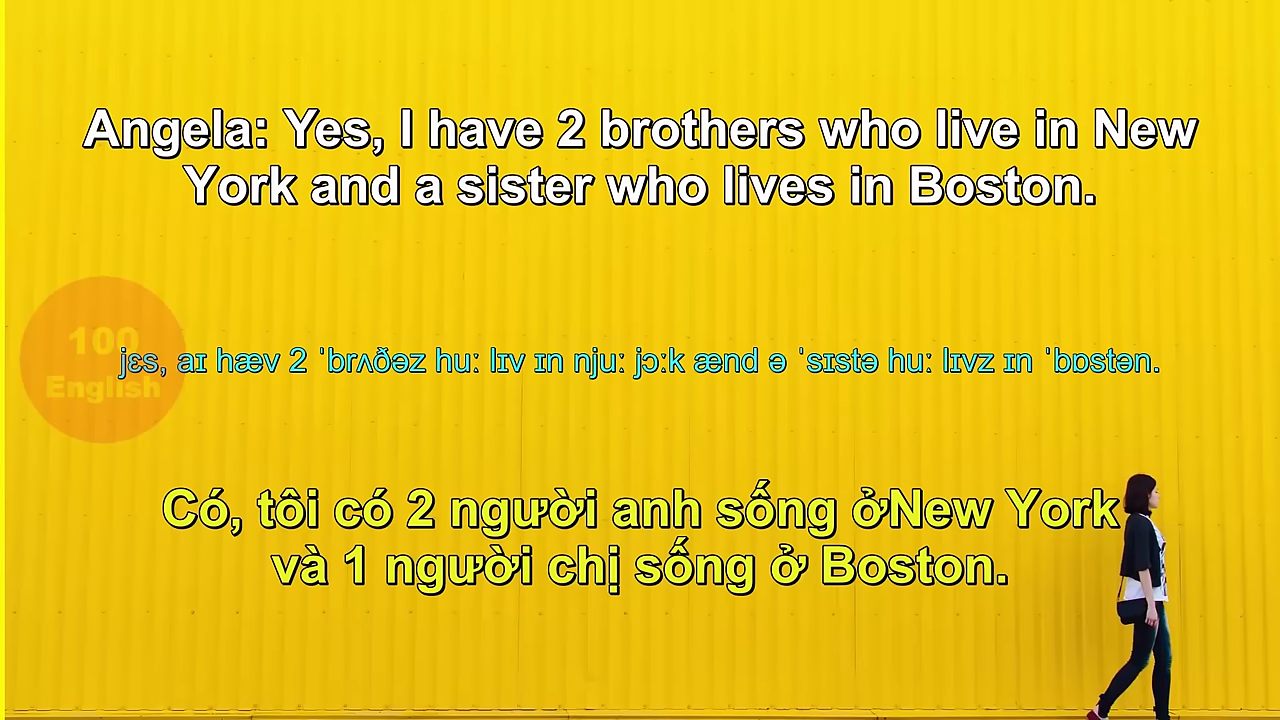 Angela: Yes, I have 2 brothers who live in New
York and a sister who lives in Boston.
100
English
jɛs, aɪ hæv 2 ˈbrʌðəz huː lɪv ɪn njuː jɔːk ænd ə ˈsɪstə huː lɪvz ɪn ˈbɒstən.
Có, tôi có 2 người anh sống ởNew York
và 1 người chị sống ở Boston.